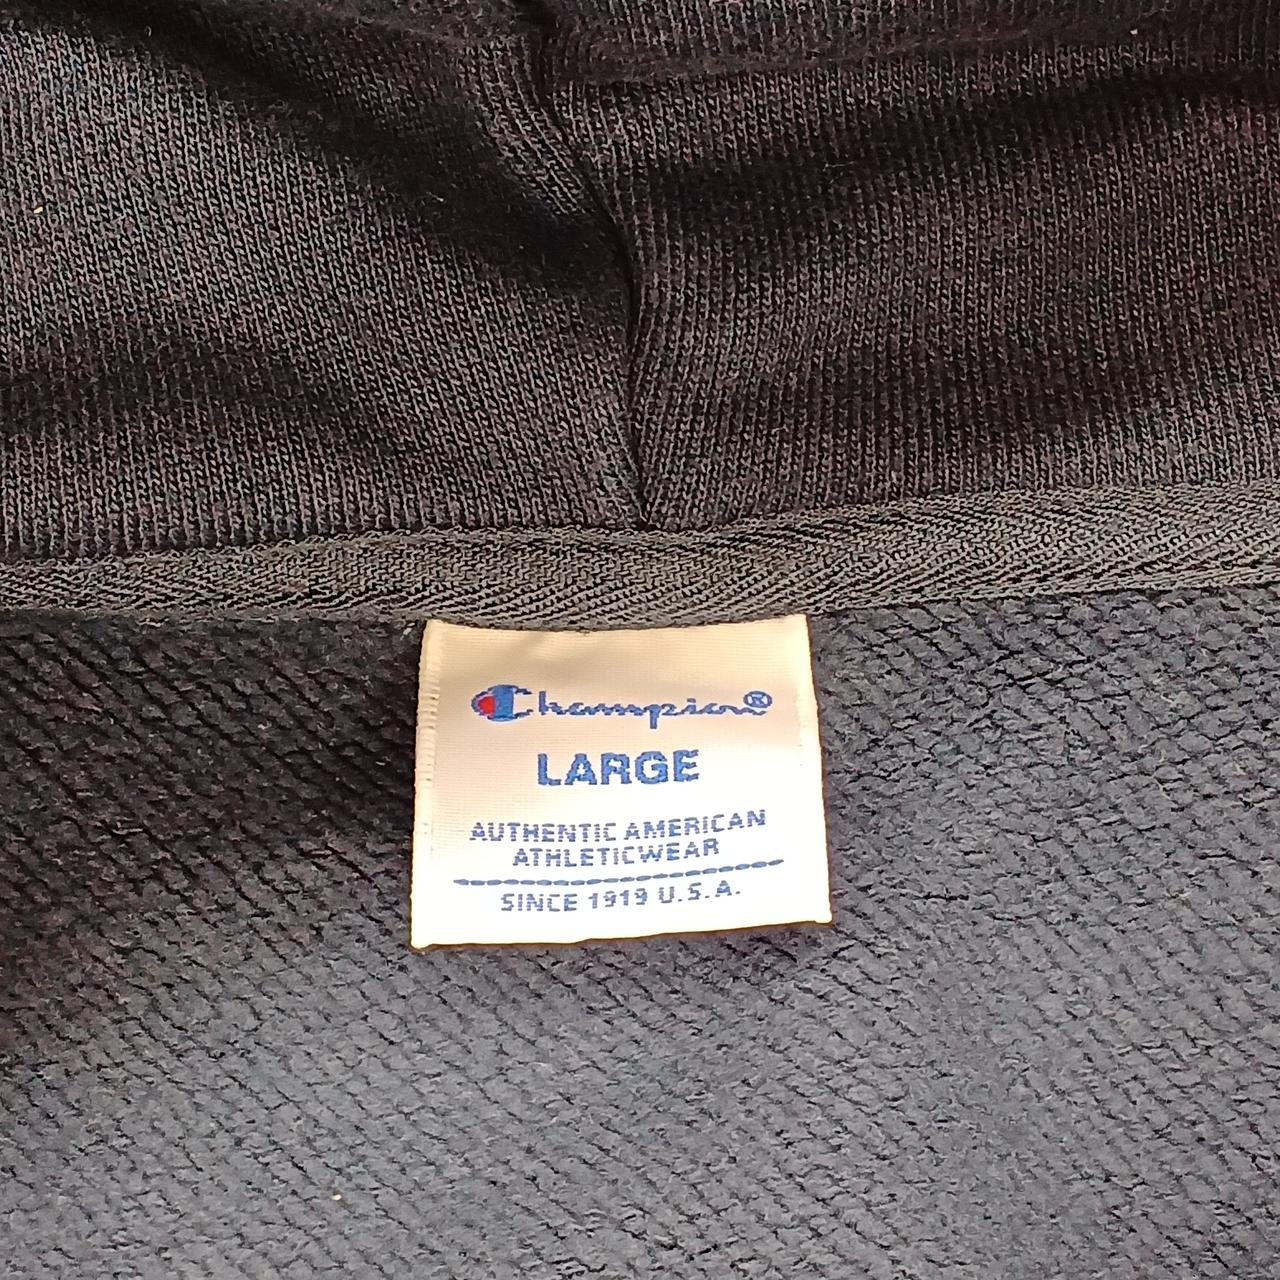 Champion®
LARGE
AUTHENTIC AMERICAN
ATHLETICWEAR
SINCE 1919 U.S.A.